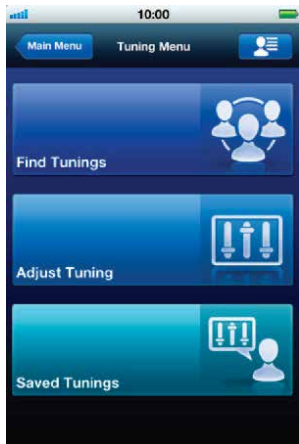 10:00
Main Menu
Tuning Menu
Find Tunings
Adjust Tuning
Saved Tunings